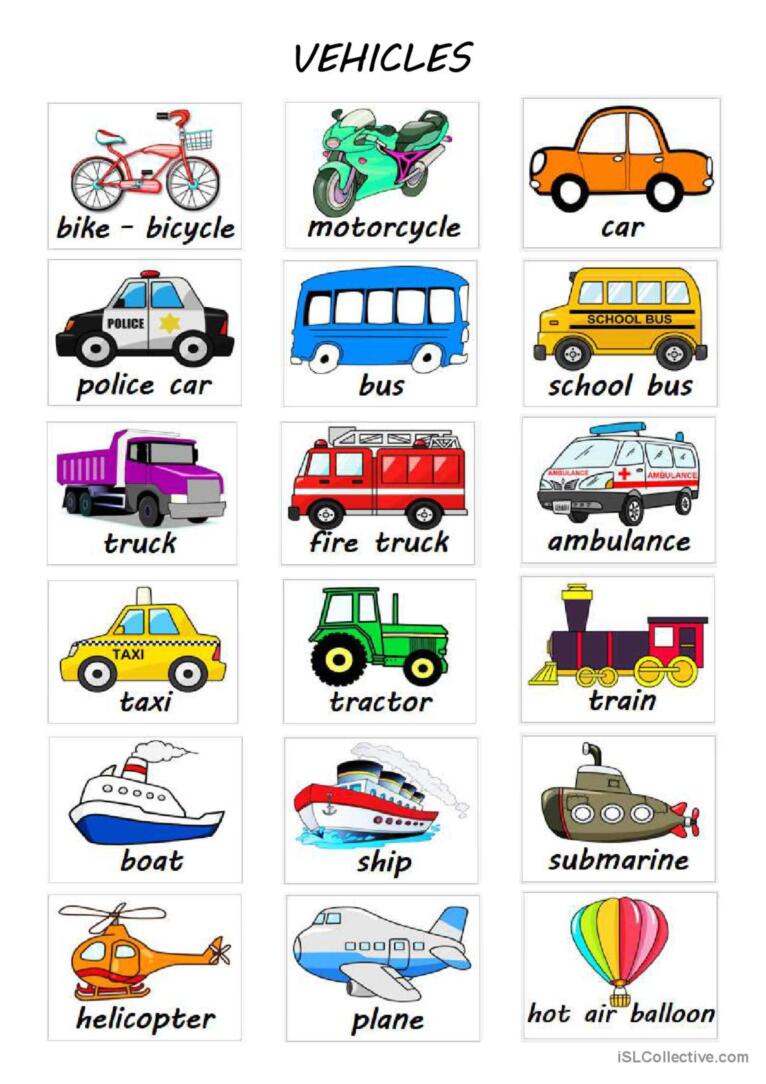 VEHICLES
bike - bicycle
motorcycle
car
POLICE
police car
bus
SCHOOL BUS
school bus
truck
fire truck
AMBULANCE
AMBULANCE
ambulance
TAXI
taxi
tractor
train
boat
ship
submarine
helicopter
plane
hot air balloon
iSLCollective.com